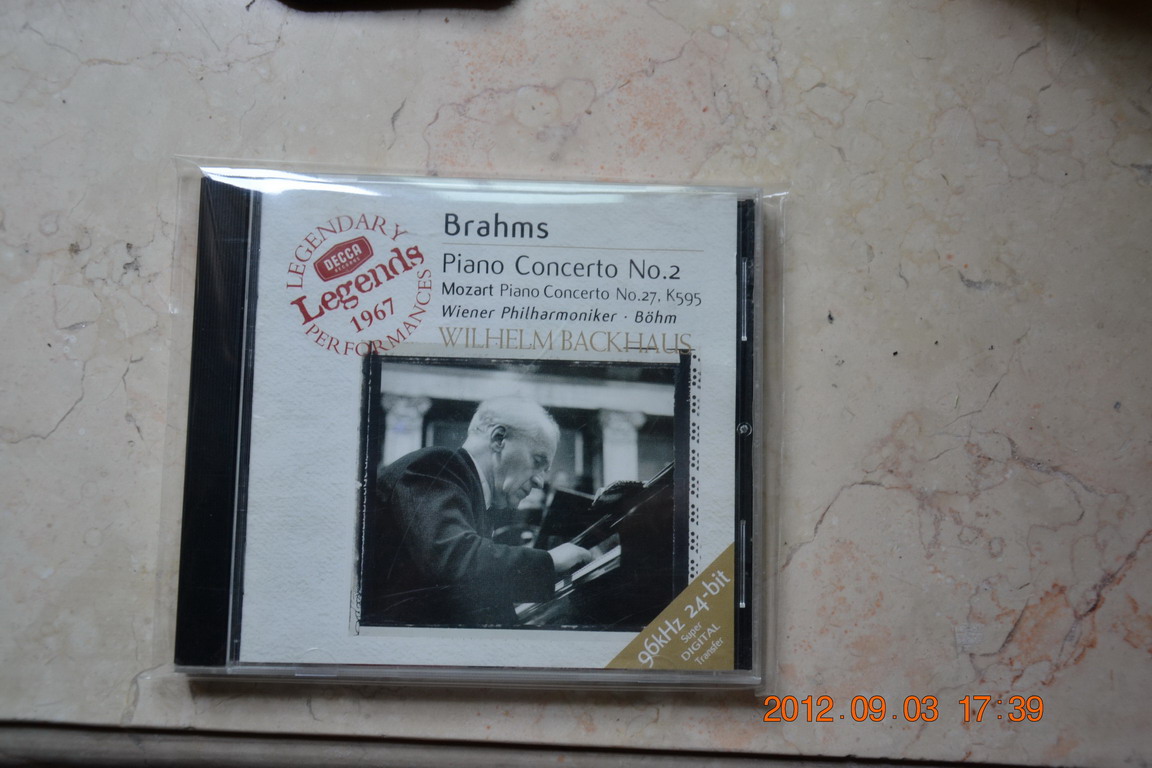 LEGENDARY
DECCA
RECORDS
Legends
1967
PERFORMANCES
Brahms
Piano Concerto No.2
Mozart Piano Concerto No.27, K595
Wiener Philharmoniker · Böhm
WILHELM BACKHAUS
96kHz 24-bit
Super
DIGITAL
Transfer
2012.09.03 17:39